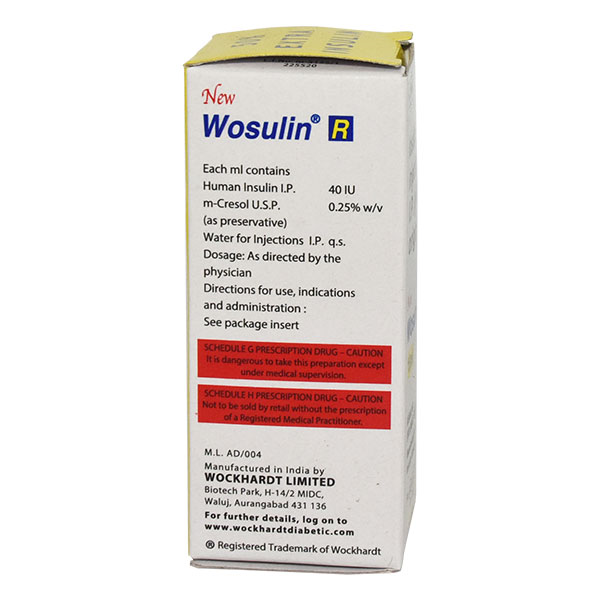 50%
EXTRA
WSULIN
225520
New
Wosulin® R
Each ml contains
Human Insulin I.P. 40 IU
m-Cresol U.S.P. 0.25% w/v
(as preservative)
Water for Injections I.P. q.s.
Dosage: As directed by the
physician
Directions for use, indications
and administration :
See package insert
SCHEDULE G PRESCRIPTION DRUG – CAUTION
It is dangerous to take this preparation except
under medical supervision.
SCHEDULE H PRESCRIPTION DRUG – CAUTION
Not to be sold by retail without the prescription
of a Registered Medical Practitioner.
M.L. AD/004
Manufactured in India by
WOCKHARDT LIMITED
Biotech Park, H-14/2 MIDC,
Waluj, Aurangabad 431 136
For further details, log on to
www.wockhardtdiabetic.com
® Registered Trademark of Wockhardt